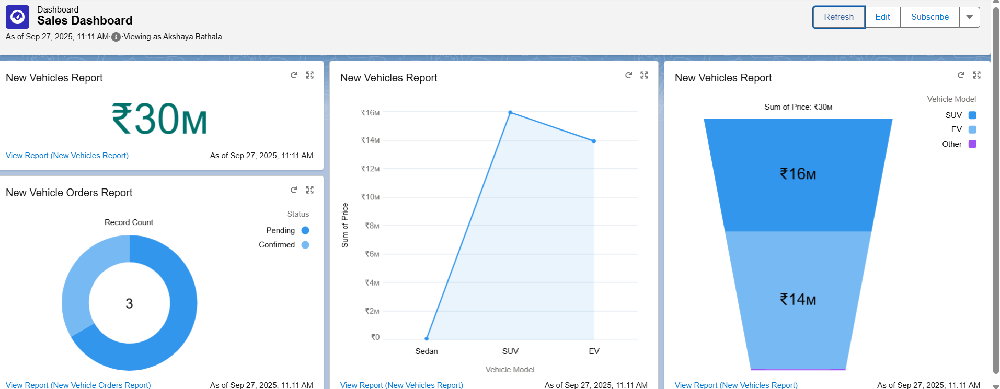 Dashboard
Sales Dashboard
As of Sep 27, 2025, 11:11 AM·Viewing as Akshaya Bathala
Refresh
Edit
Subscribe
New Vehicles Report
₹30M
View Report (New Vehicles Report)
As of Sep 27, 2025, 11:11 AM
New Vehicle Orders Report
Record Count
Status
Pending
Confirmed
3
View Report (New Vehicle Orders Report)
As of Sep 27, 2025, 11:11 AM
New Vehicles Report
Sum of Price
₹16M
₹14M
₹12M
₹10M
₹8M
₹6M
₹4M
₹2M
₹0
Sedan
SUV
EV
Vehicle Model
View Report (New Vehicles Report)
As of Sep 27, 2025, 11:11 AM
New Vehicles Report
Sum of Price: ₹30M
Vehicle Model
SUV
EV
Other
₹16M
₹14M
View Report (New Vehicles Report)
As of Sep 27, 2025, 11:11 AM